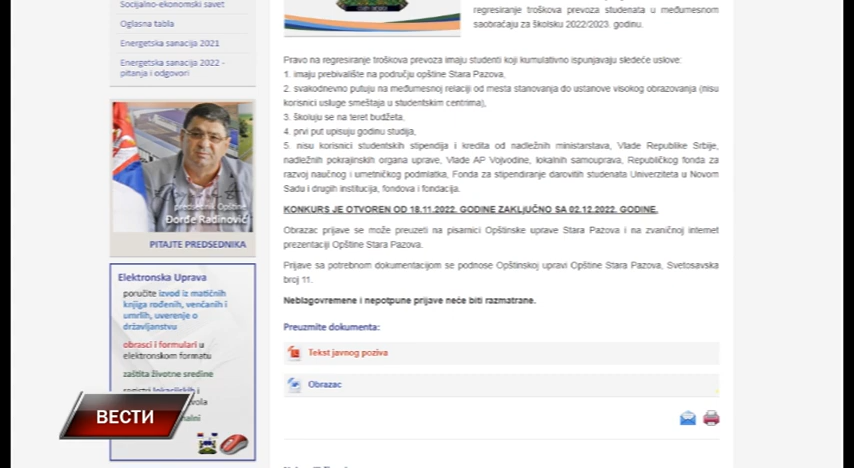 Socijalno-ekonomski savet
Oglasna tabla
Energetska sanacija 2021
Energetska sanacija 2022 -
pitanja i odgovori
predsednik Opštine
Đorđe Radinović
PITAJTE PREDSEDNIKA
Elektronska Uprava
poručite izvod iz matičnih
knjiga rođenih, venčanih i
umrlih, uverenje o
državljanstvu
obrasci i formulari u
elektronskom formatu
zaštita životne sredine
registri lokacijskih i
ВЕСТИ
regresiranje troškova prevoza studenata u međumesnom
saobraćaju za školsku 2022/2023. godinu.
Pravo na regresiranje troškova prevoza imaju studenti koji kumulativno ispunjavaju sledeće uslove:
1. imaju prebivalište na području opštine Stara Pazova,
2. svakodnevno putuju na međumesnoj relaciji od mesta stanovanja do ustanove visokog obrazovanja (nisu
korisnici usluge smeštaja u studentskim centrima),
3. školuju se na teret budžeta,
4. prvi put upisuju godinu studija,
5. nisu korisnici studentskih stipendija i kredita od nadležnih ministarstava, Vlade Republike Srbije,
nadležnih pokrajinskih organa uprave, Vlade AP Vojvodine, lokalnih samouprava, Republičkog fonda za
razvoj naučnog i umetničkog podmlatka, Fonda za stipendiranje darovitih studenata Univerziteta u Novom
Sadu i drugih institucija, fondova i fondacija.
KONKURS JE OTVOREN OD 18.11.2022. GODINE ZAKLJUČNO SA 02.12.2022. GODINE.
Obrazac prijave se može preuzeti na pisarnici Opštinske uprave Stara Pazova i na zvaničnoj internet
prezentaciji Opštine Stara Pazova.
Prijave sa potrebnom dokumentacijom se podnose Opštinskoj upravi Opštine Stara Pazova, Svetosavska
broj 11.
Neblagovremene i nepotpune prijave neće biti razmatrane.
Preuzmite dokumenta:
Tekst javnog poziva
Obrazac